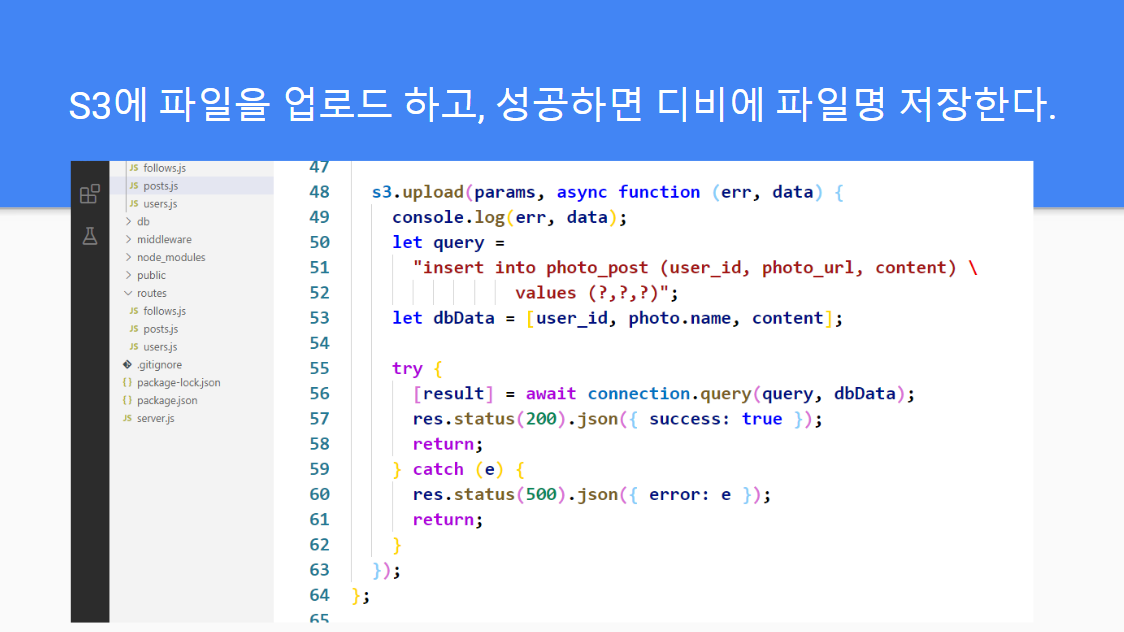 S3에 파일을 업로드 하고, 성공하면 디비에 파일명 저장한다.
JS follows.js
JS posts.js
JS users.js
> db
> middleware
> node_modules
> public
routes
JS follows.js
JS posts.js
JS users.js
.gitignore
{} package-lock.json
{} package.json
JS server.js
47
48 s3.upload(params, async function (err, data) {
49 console.log(err, data);
50 let query =
51 "insert into photo_post (user_id, photo_url, content) \
52 values (?,?,?)";
53 let dbData = [user_id, photo.name, content];
54
55 try {
56 [result] = await connection.query(query, dbData);
57 res.status(200).json({ success: true });
58 return;
59 } catch (e) {
60 res.status(500).json({ error: e });
61 return;
62 }
63 });
64 };
65